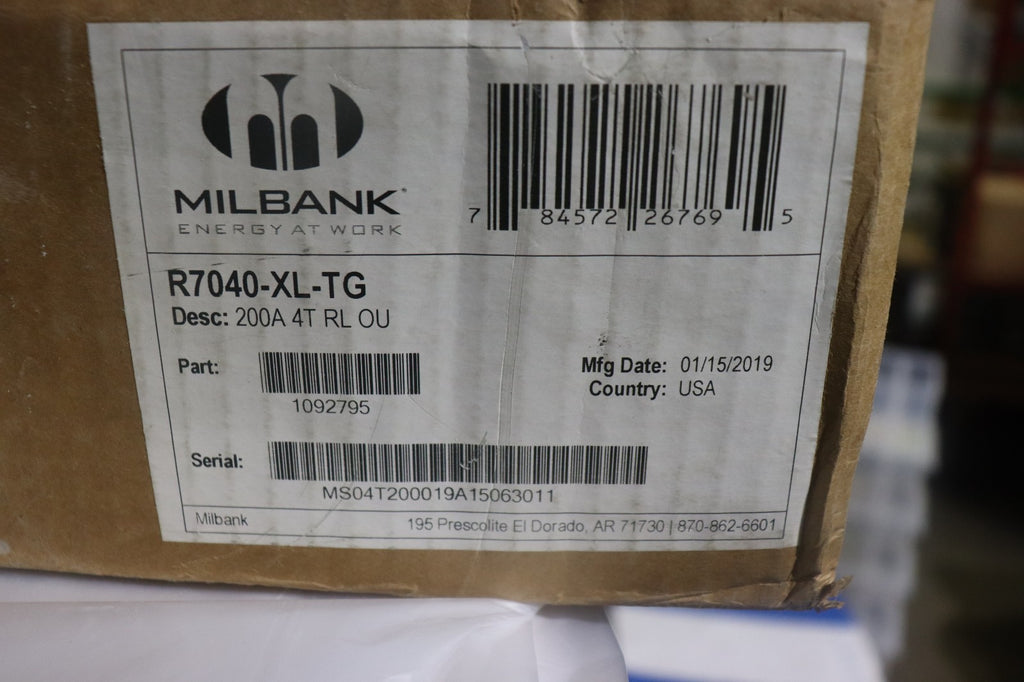 MILBANK
ENERGY AT WORK
7 84572 26769 5
R7040-XL-TG
Desc: 200A 4T RL OU
Part:
1092795
Mfg Date: 01/15/2019
Country: USA
Serial:
MS04T200019A15063011
Milbank 195 Prescolite El Dorado, AR 71730 | 870-862-6601